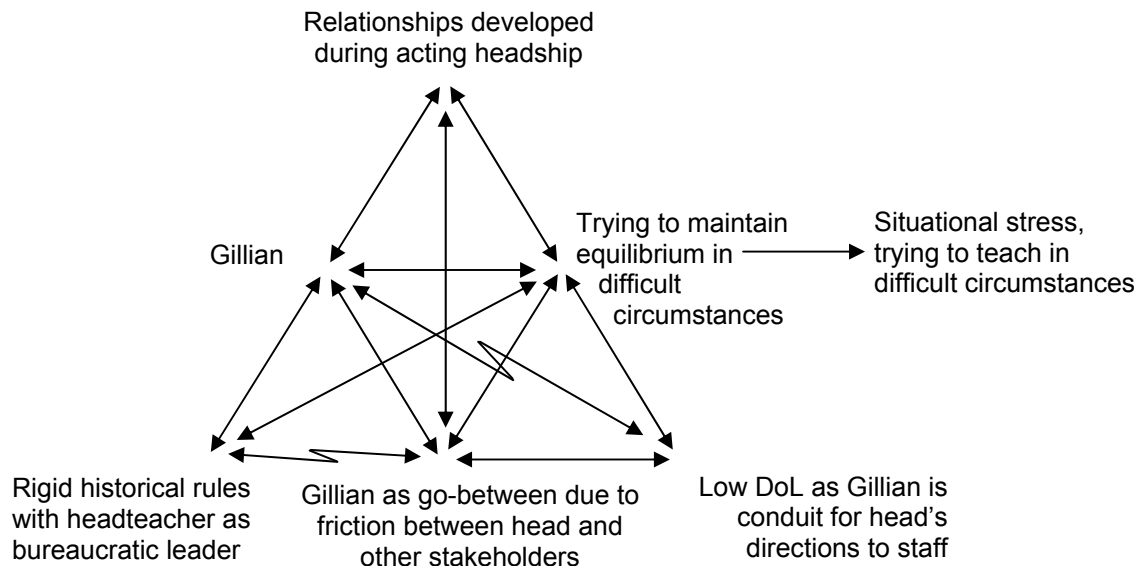 Relationships developed
during acting headship
Gillian
Trying to maintain
equilibrium in
difficult
circumstances
Situational stress,
trying to teach in
difficult circumstances
Rigid historical rules
with headteacher as
bureaucratic leader
Gillian as go-between due to
friction between head and
other stakeholders
Low DoL as Gillian is
conduit for head’s
directions to staff